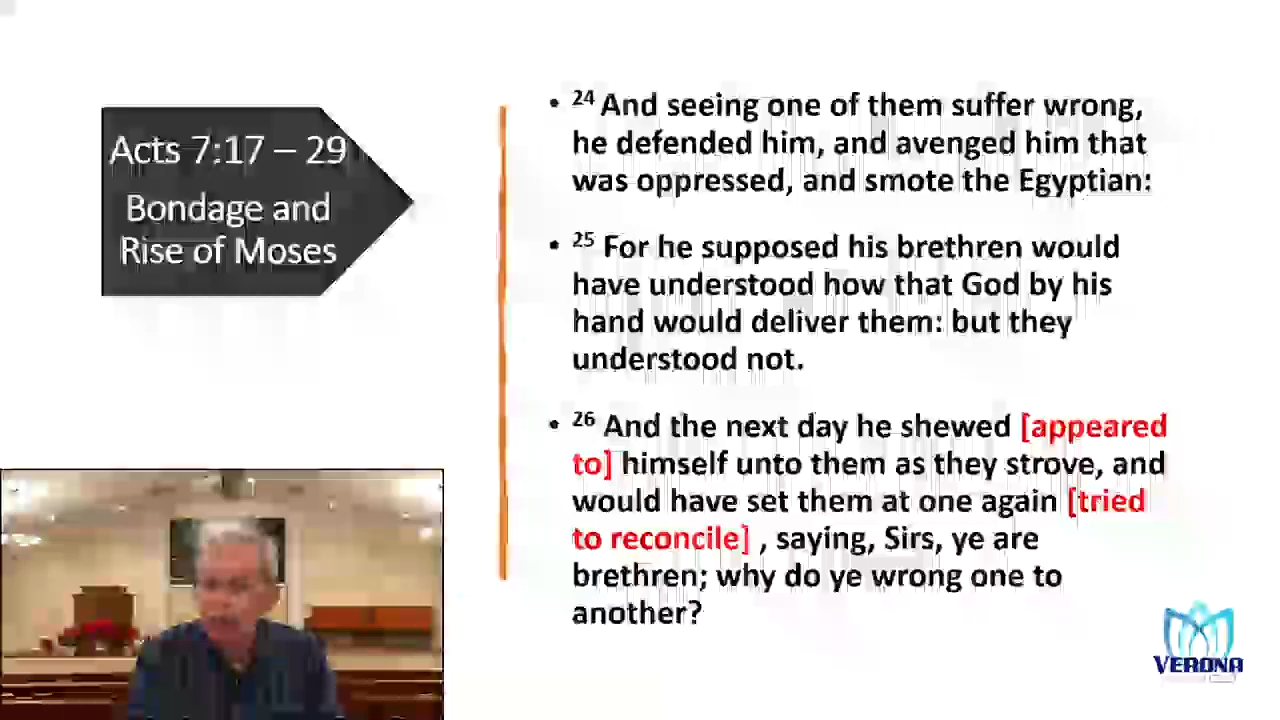 Acts 7:17 – 29
Bondage and
Rise of Moses
• 24 And seeing one of them suffer wrong,
he defended him, and avenged him that
was oppressed, and smote the Egyptian:
• 25 For he supposed his brethren would
have understood how that God by his
hand would deliver them: but they
understood not.
• 26 And the next day he shewed [appeared
to] himself unto them as they strove, and
would have set them at one again [tried
to reconcile] , saying, Sirs, ye are
brethren; why do ye wrong one to
another?
VERONA